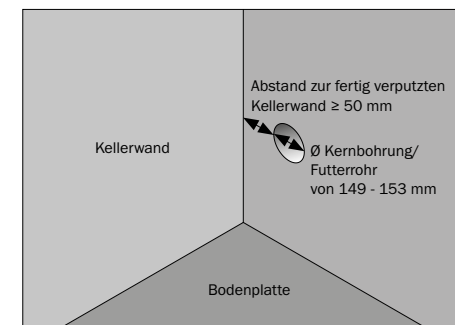 Abstand zur fertig verputzten
Kellerwand ≥ 50 mm
Kellerwand
Ø Kernbohrung/
Futterrohr
von 149 - 153 mm
Bodenplatte